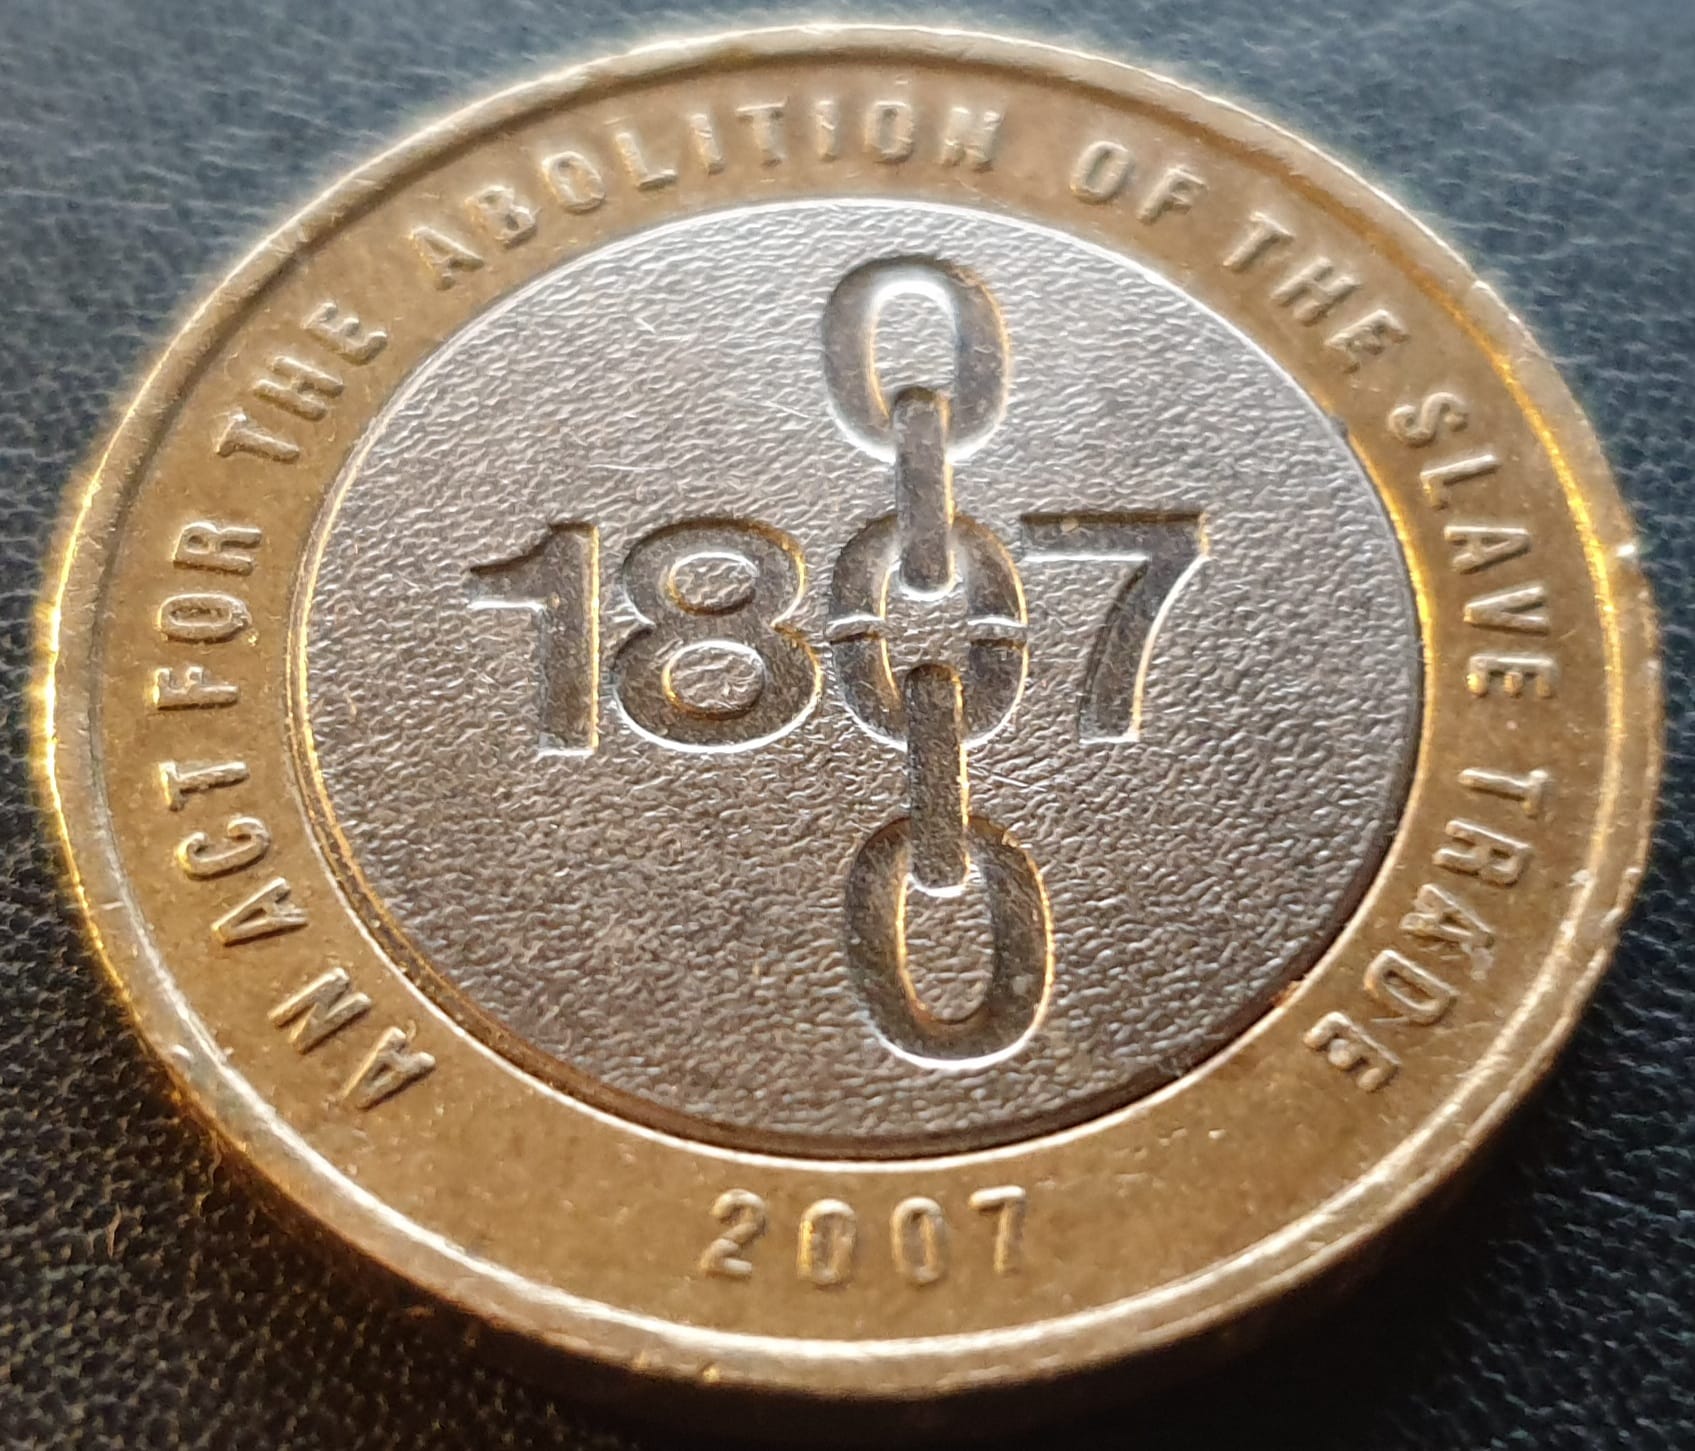 AN ACT FOR THE ABOLITION OF THE SLAVE TRADE
1807
2007